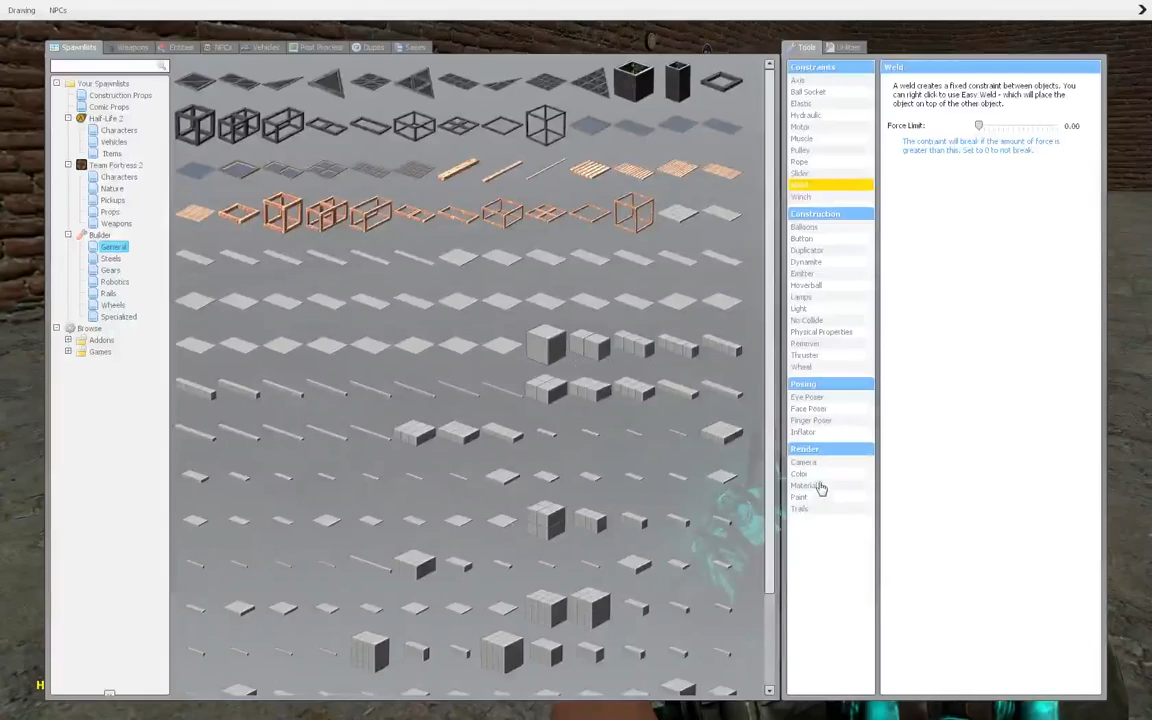 Drawing NPCs
Spawnlists Weapons Entities NPCs Vehicles Post Process Dupes Saves
Your Spawnlists
Construction Props
Comic Props
Half-Life 2
Characters
Vehicles
Items
Team Fortress 2
Characters
Nature
Pickups
Props
Weapons
Builder
General
Steels
Gears
Robotics
Rails
Wheels
Specialized
Browse
Addons
Games
Tools Utilities
Constraints
Axis
Ball Socket
Elastic
Hydraulic
Motor
Muscle
Pulley
Rope
Slider
Weld
Winch
Construction
Balloons
Button
Duplicator
Dynamite
Emitter
Hoverball
Lamps
Light
No Collide
Physical Properties
Remover
Thruster
Wheel
Posing
Eye Poser
Face Poser
Finger Poser
Inflator
Render
Camera
Color
Material
Paint
Trails
Weld
A weld creates a fixed constraint between objects. You
can right click to use Easy Weld - which will place the
object on top of the other object.
Force Limit: 0.00
The contraint will break if the amount of force is
greater than this. Set to 0 to not break.
H